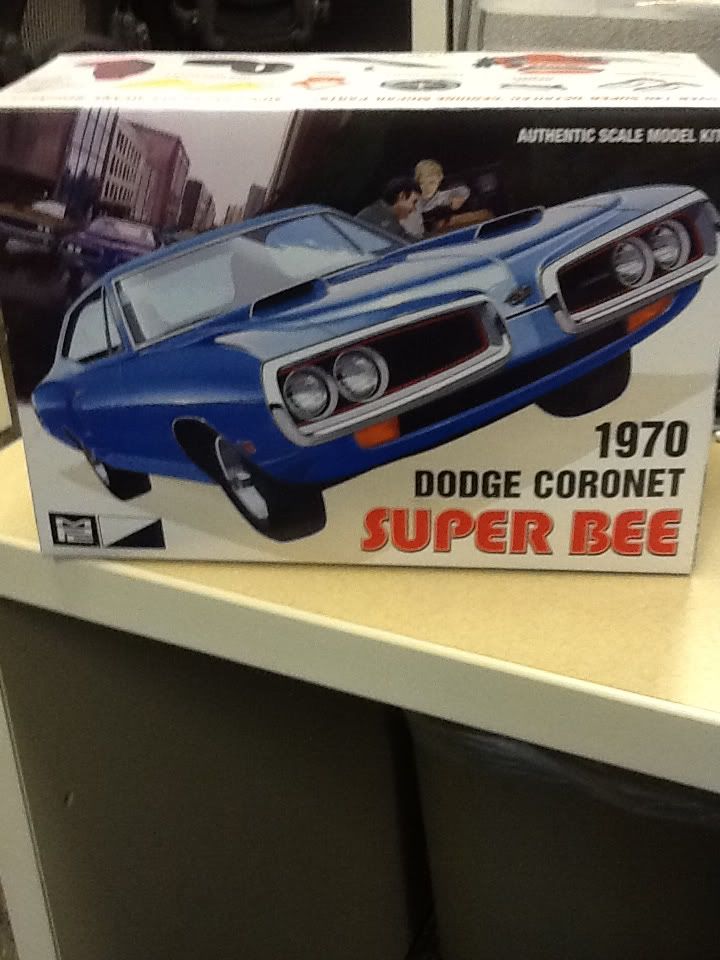 AUTHENTIC SCALE MODEL KIT
1970
DODGE CORONET
SUPER BEE